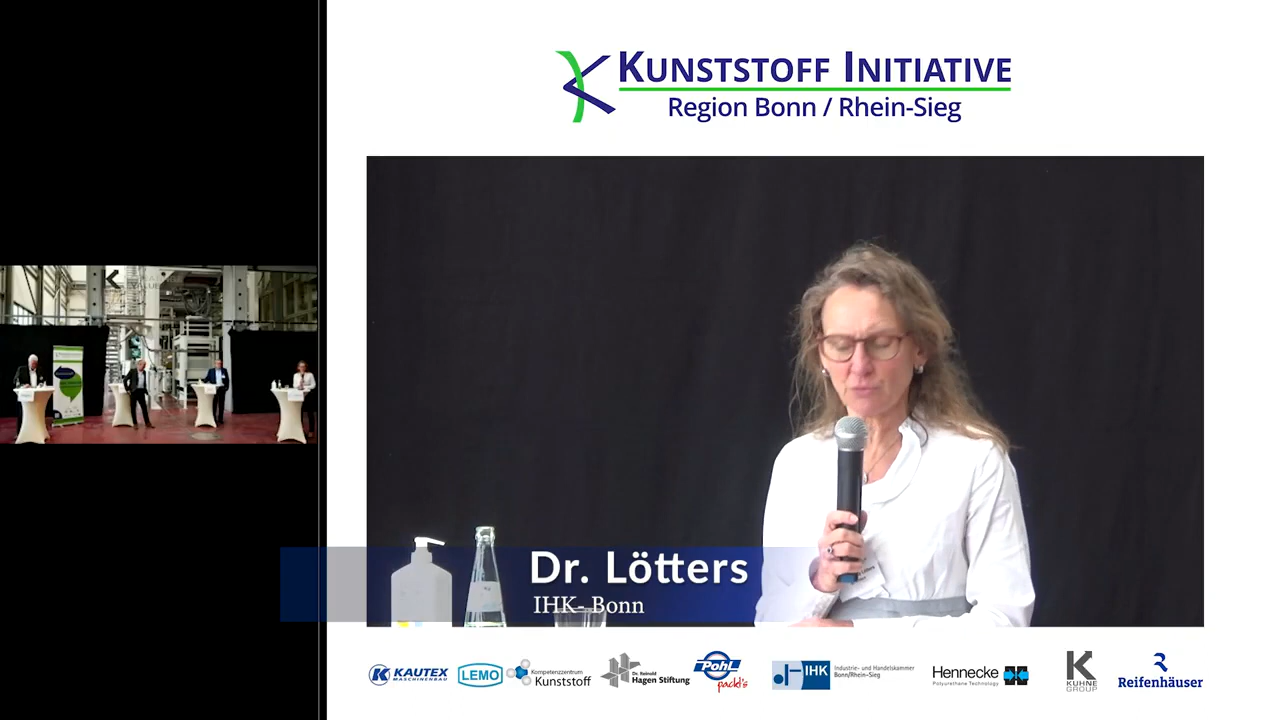 KUNSTSTOFF INITIATIVE
Region Bonn / Rhein-Sieg
Dr. Lötters
IHK- Bonn
KAUTEX
MASCHINENBAU
LEMO
Kompetenzzentrum
Kunststoff
Dr. Reinold
Hagen Stiftung
POHL
packt's
IHK
Industrie- und Handelskammer
Bonn/Rhein-Sieg
Hennecke
Polyurethane Technology
K
KUHNE
GROUP
Reifenhäuser